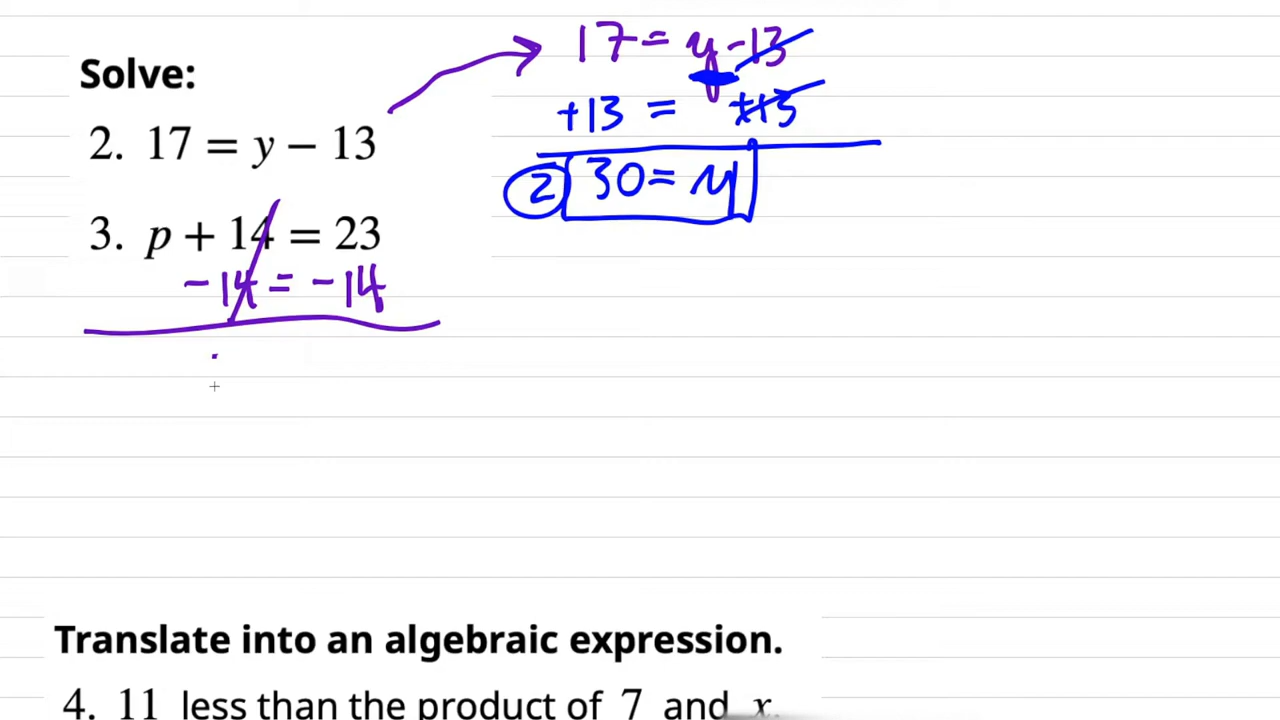 Solve:
2. 17 = y − 13
3. p + 14 = 23
-14 = -14
17 = y -13
+13 = +13
② 30 = y
Translate into an algebraic expression.
4. 11 less than the product of 7 and x.